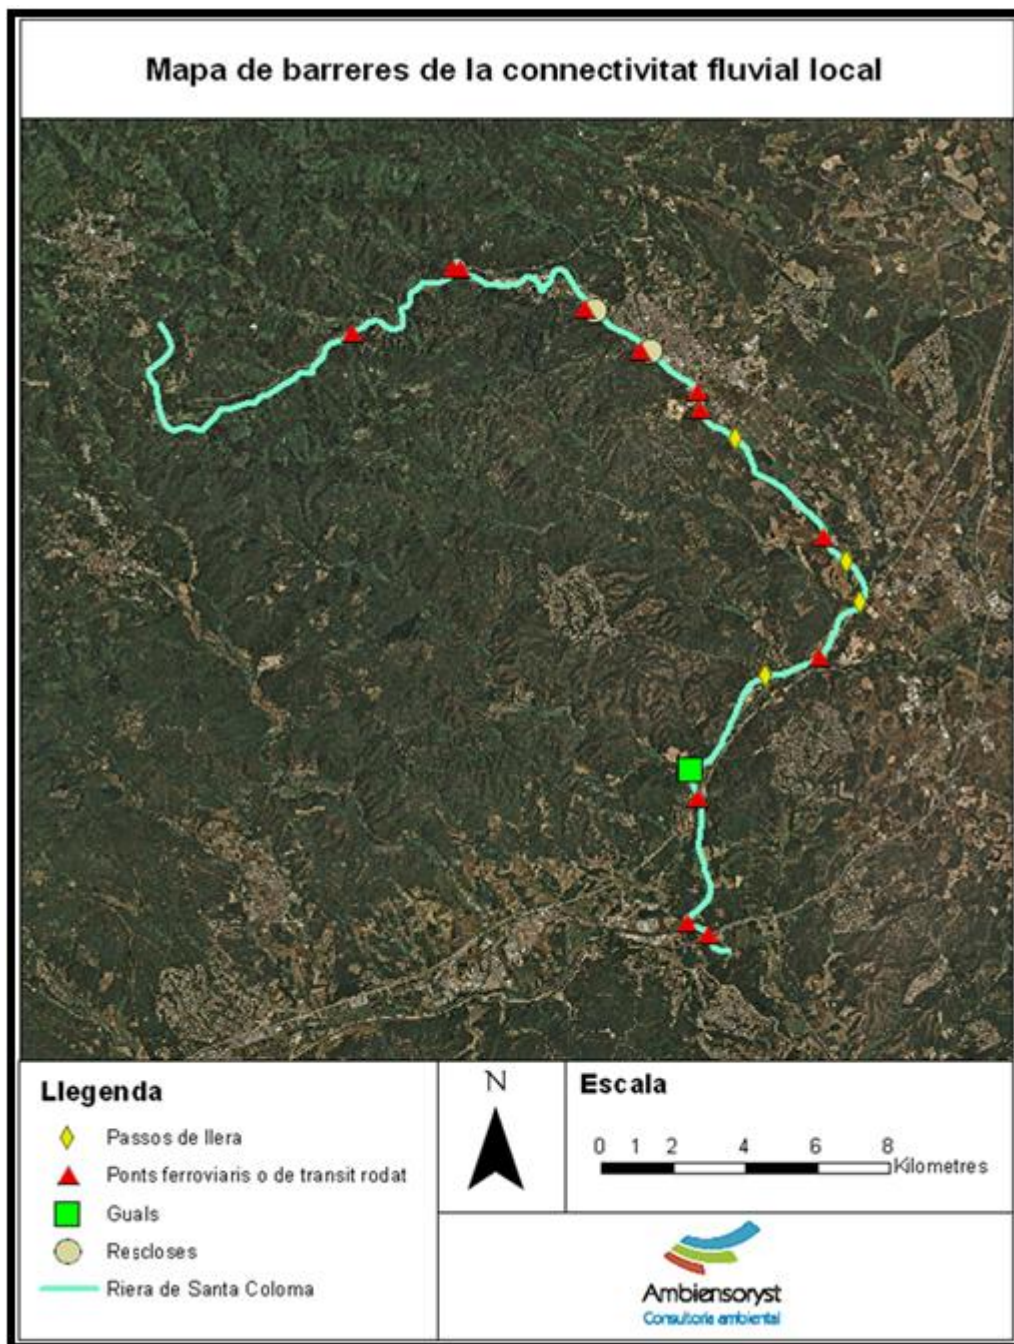 Mapa de barreres de la connectivitat fluvial local
Llegenda
Passos de llera
Ponts ferroviaris o de transit rodat
Guals
Rescloses
Riera de Santa Coloma
N
Escala
0 1 2 4 6 8
Kilometres
Ambiensoryst
Consultoria ambiental